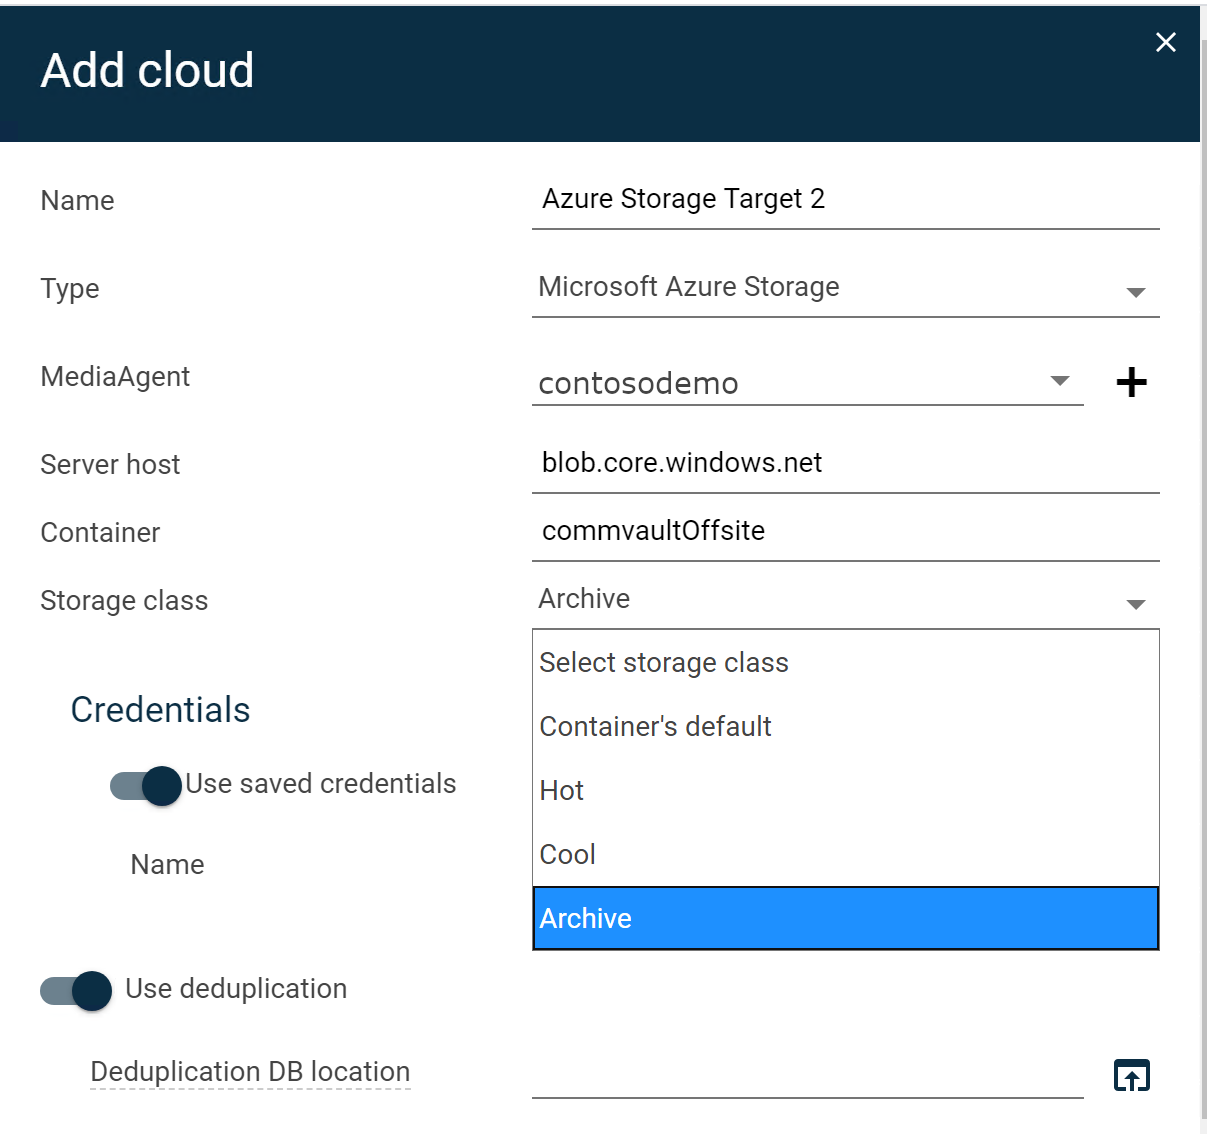 Add cloud
Name
Azure Storage Target 2
Type
Microsoft Azure Storage
MediaAgent
contosodemo
Server host
blob.core.windows.net
Container
commvaultOffsite
Storage class
Archive
Select storage class
Container's default
Hot
Cool
Archive
Credentials
Use saved credentials
Name
Use deduplication
Deduplication DB location